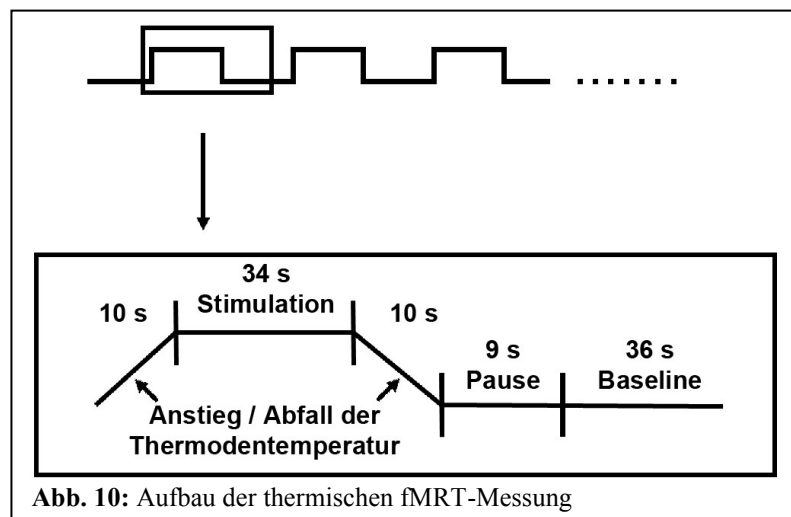 34 s
10 s Stimulation 10 s
9 s 36 s
Pause Baseline
Anstieg / Abfall der
Thermodentemperatur
Abb. 10: Aufbau der thermischen fMRT-Messung